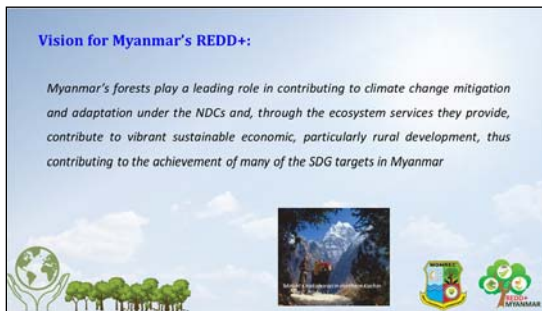 Vision for Myanmar's REDD+:
Myanmar's forests play a leading role in contributing to climate change mitigation
and adaptation under the NDCs and, through the ecosystem services they provide,
contribute to vibrant sustainable economic, particularly rural development, thus
contributing to the achievement of many of the SDG targets in Myanmar
MONREC
REDD+
MYANMAR